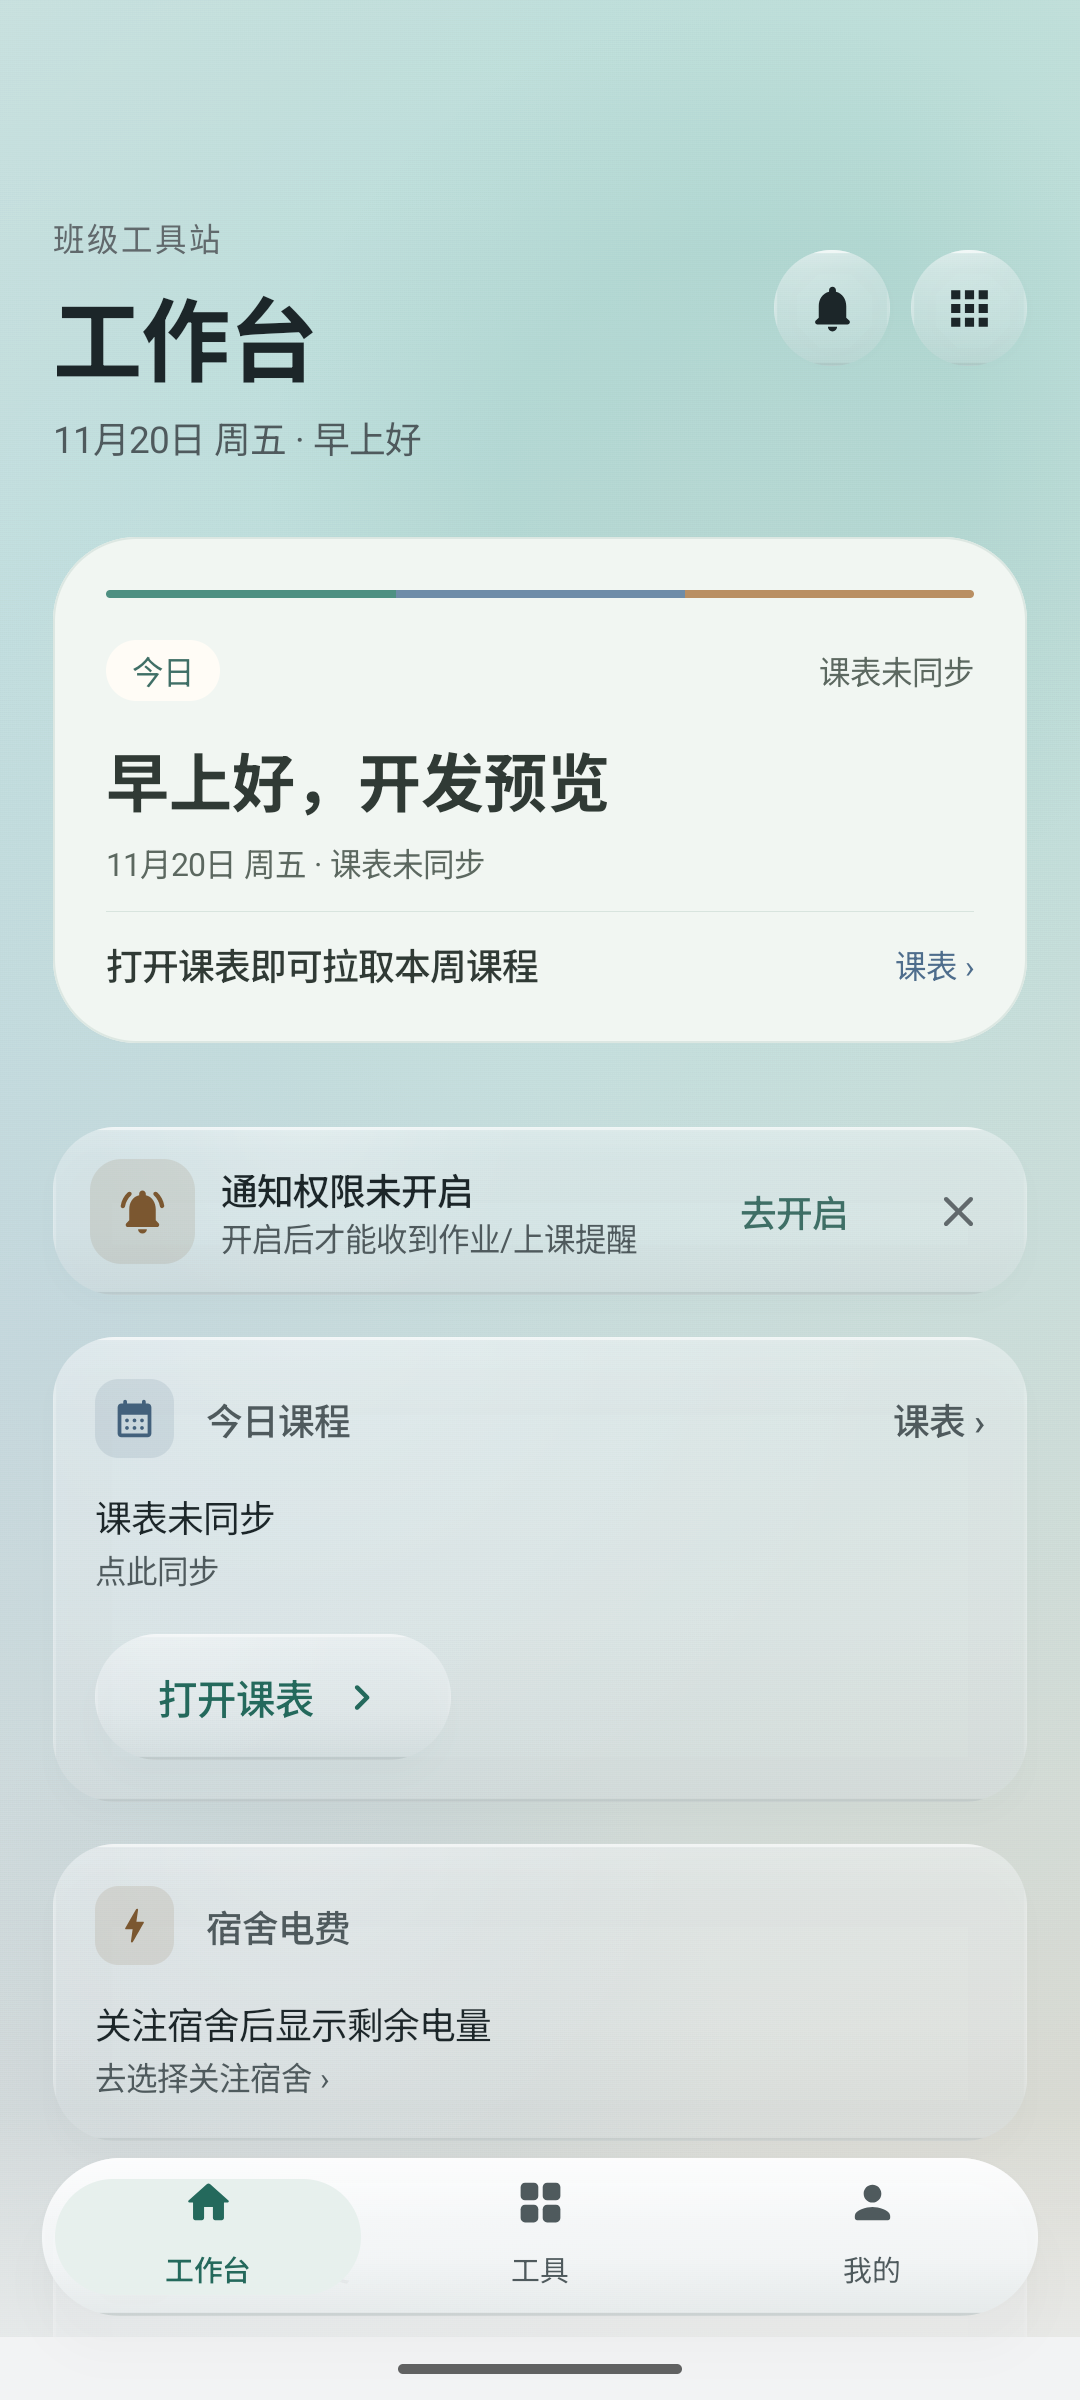 班级工具站
工作台
11月20日 周五 · 早上好
今日
课表未同步
早上好，开发预览
11月20日 周五 · 课表未同步
打开课表即可拉取本周课程
课表 ›
通知权限未开启
开启后才能收到作业/上课提醒
去开启
今日课程
课表 ›
课表未同步
点此同步
打开课表
宿舍电费
关注宿舍后显示剩余电量
去选择关注宿舍 ›
工作台
工具
我的